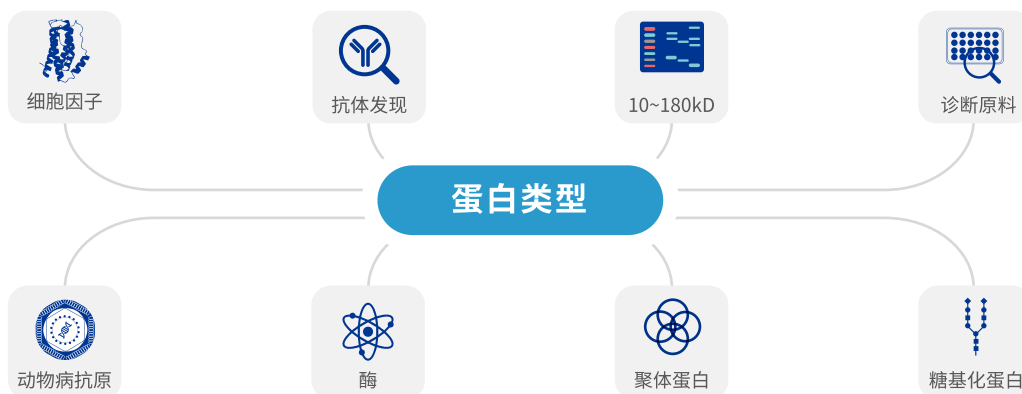 细胞因子
抗体发现
10~180kD
诊断原料
蛋白类型
动物病抗原
酶
聚体蛋白
糖基化蛋白